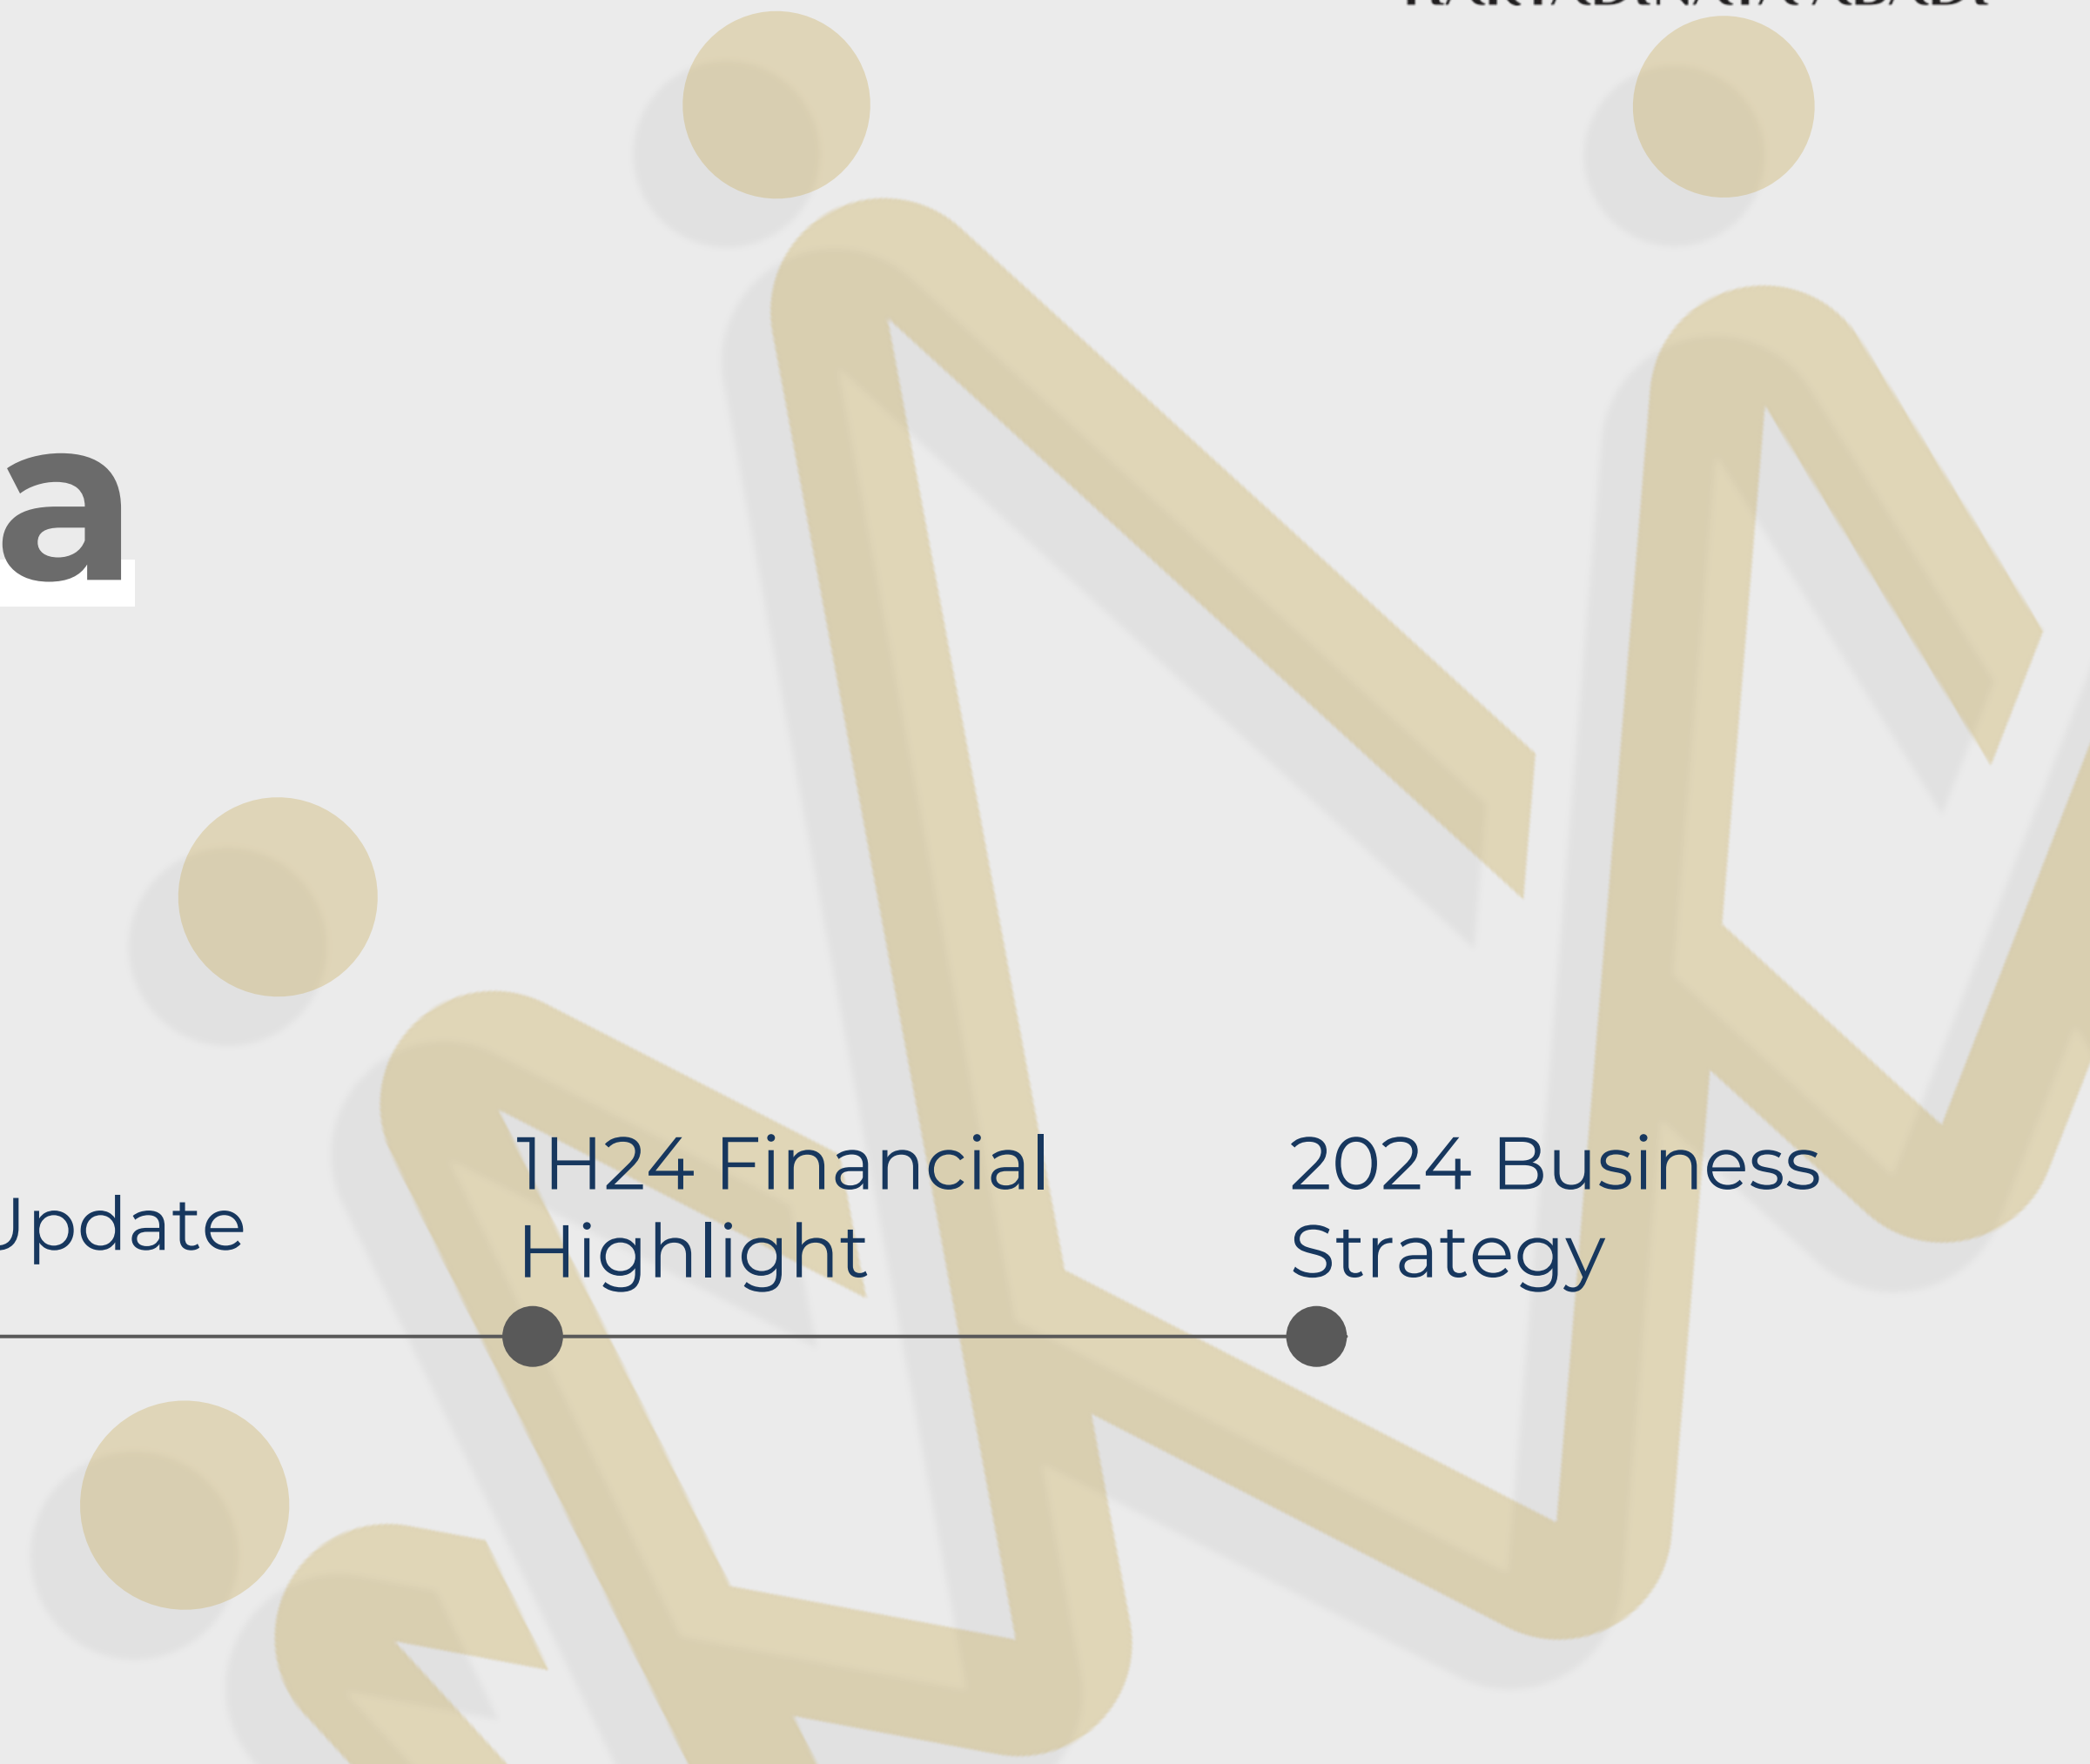 a
1H24 Financial
Highlight
2024 Business
Strategy
Update